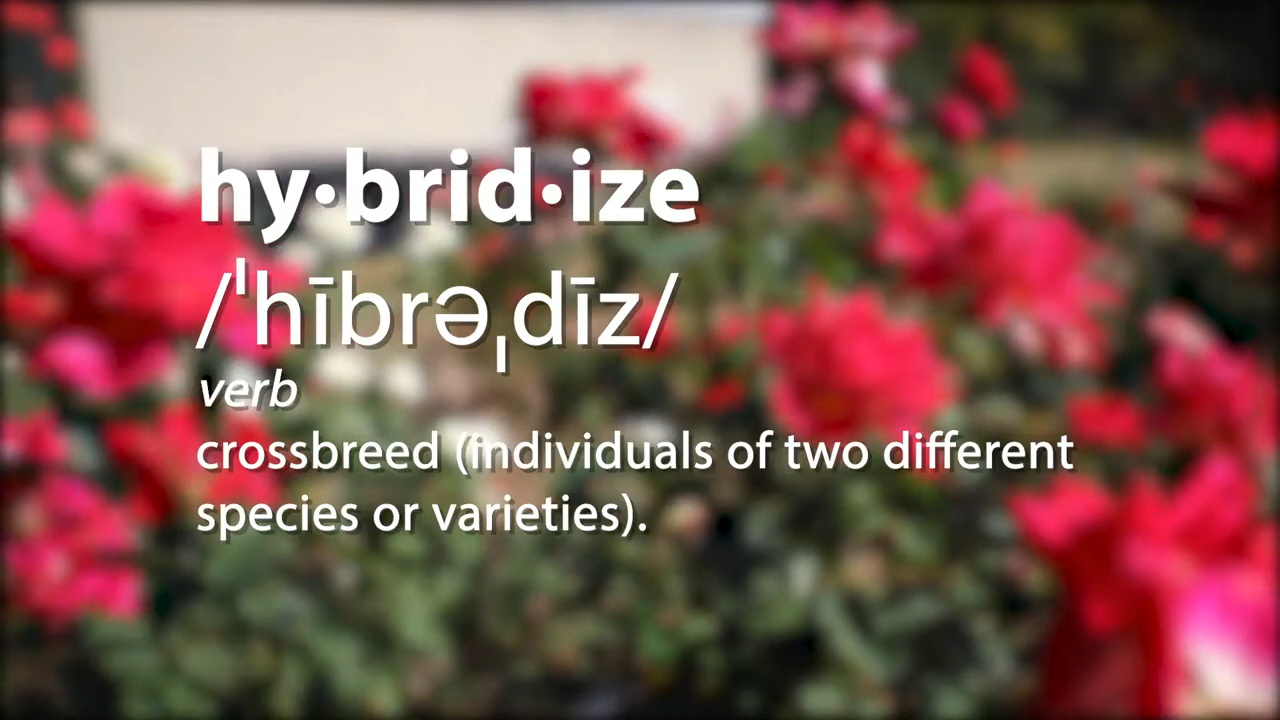 hy·brid·ize
/ˈhībrəˌdīz/
verb
crossbreed (individuals of two different
species or varieties).